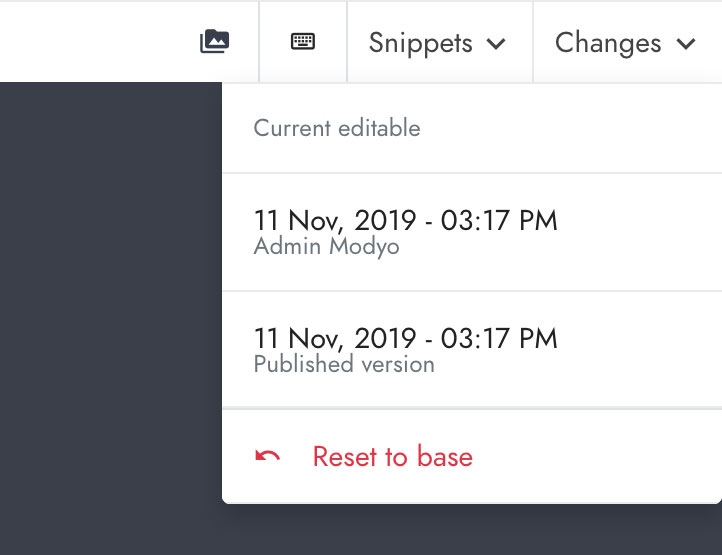 Snippets Changes
Current editable
11 Nov, 2019 - 03:17 PM
Admin Modyo
11 Nov, 2019 - 03:17 PM
Published version
Reset to base